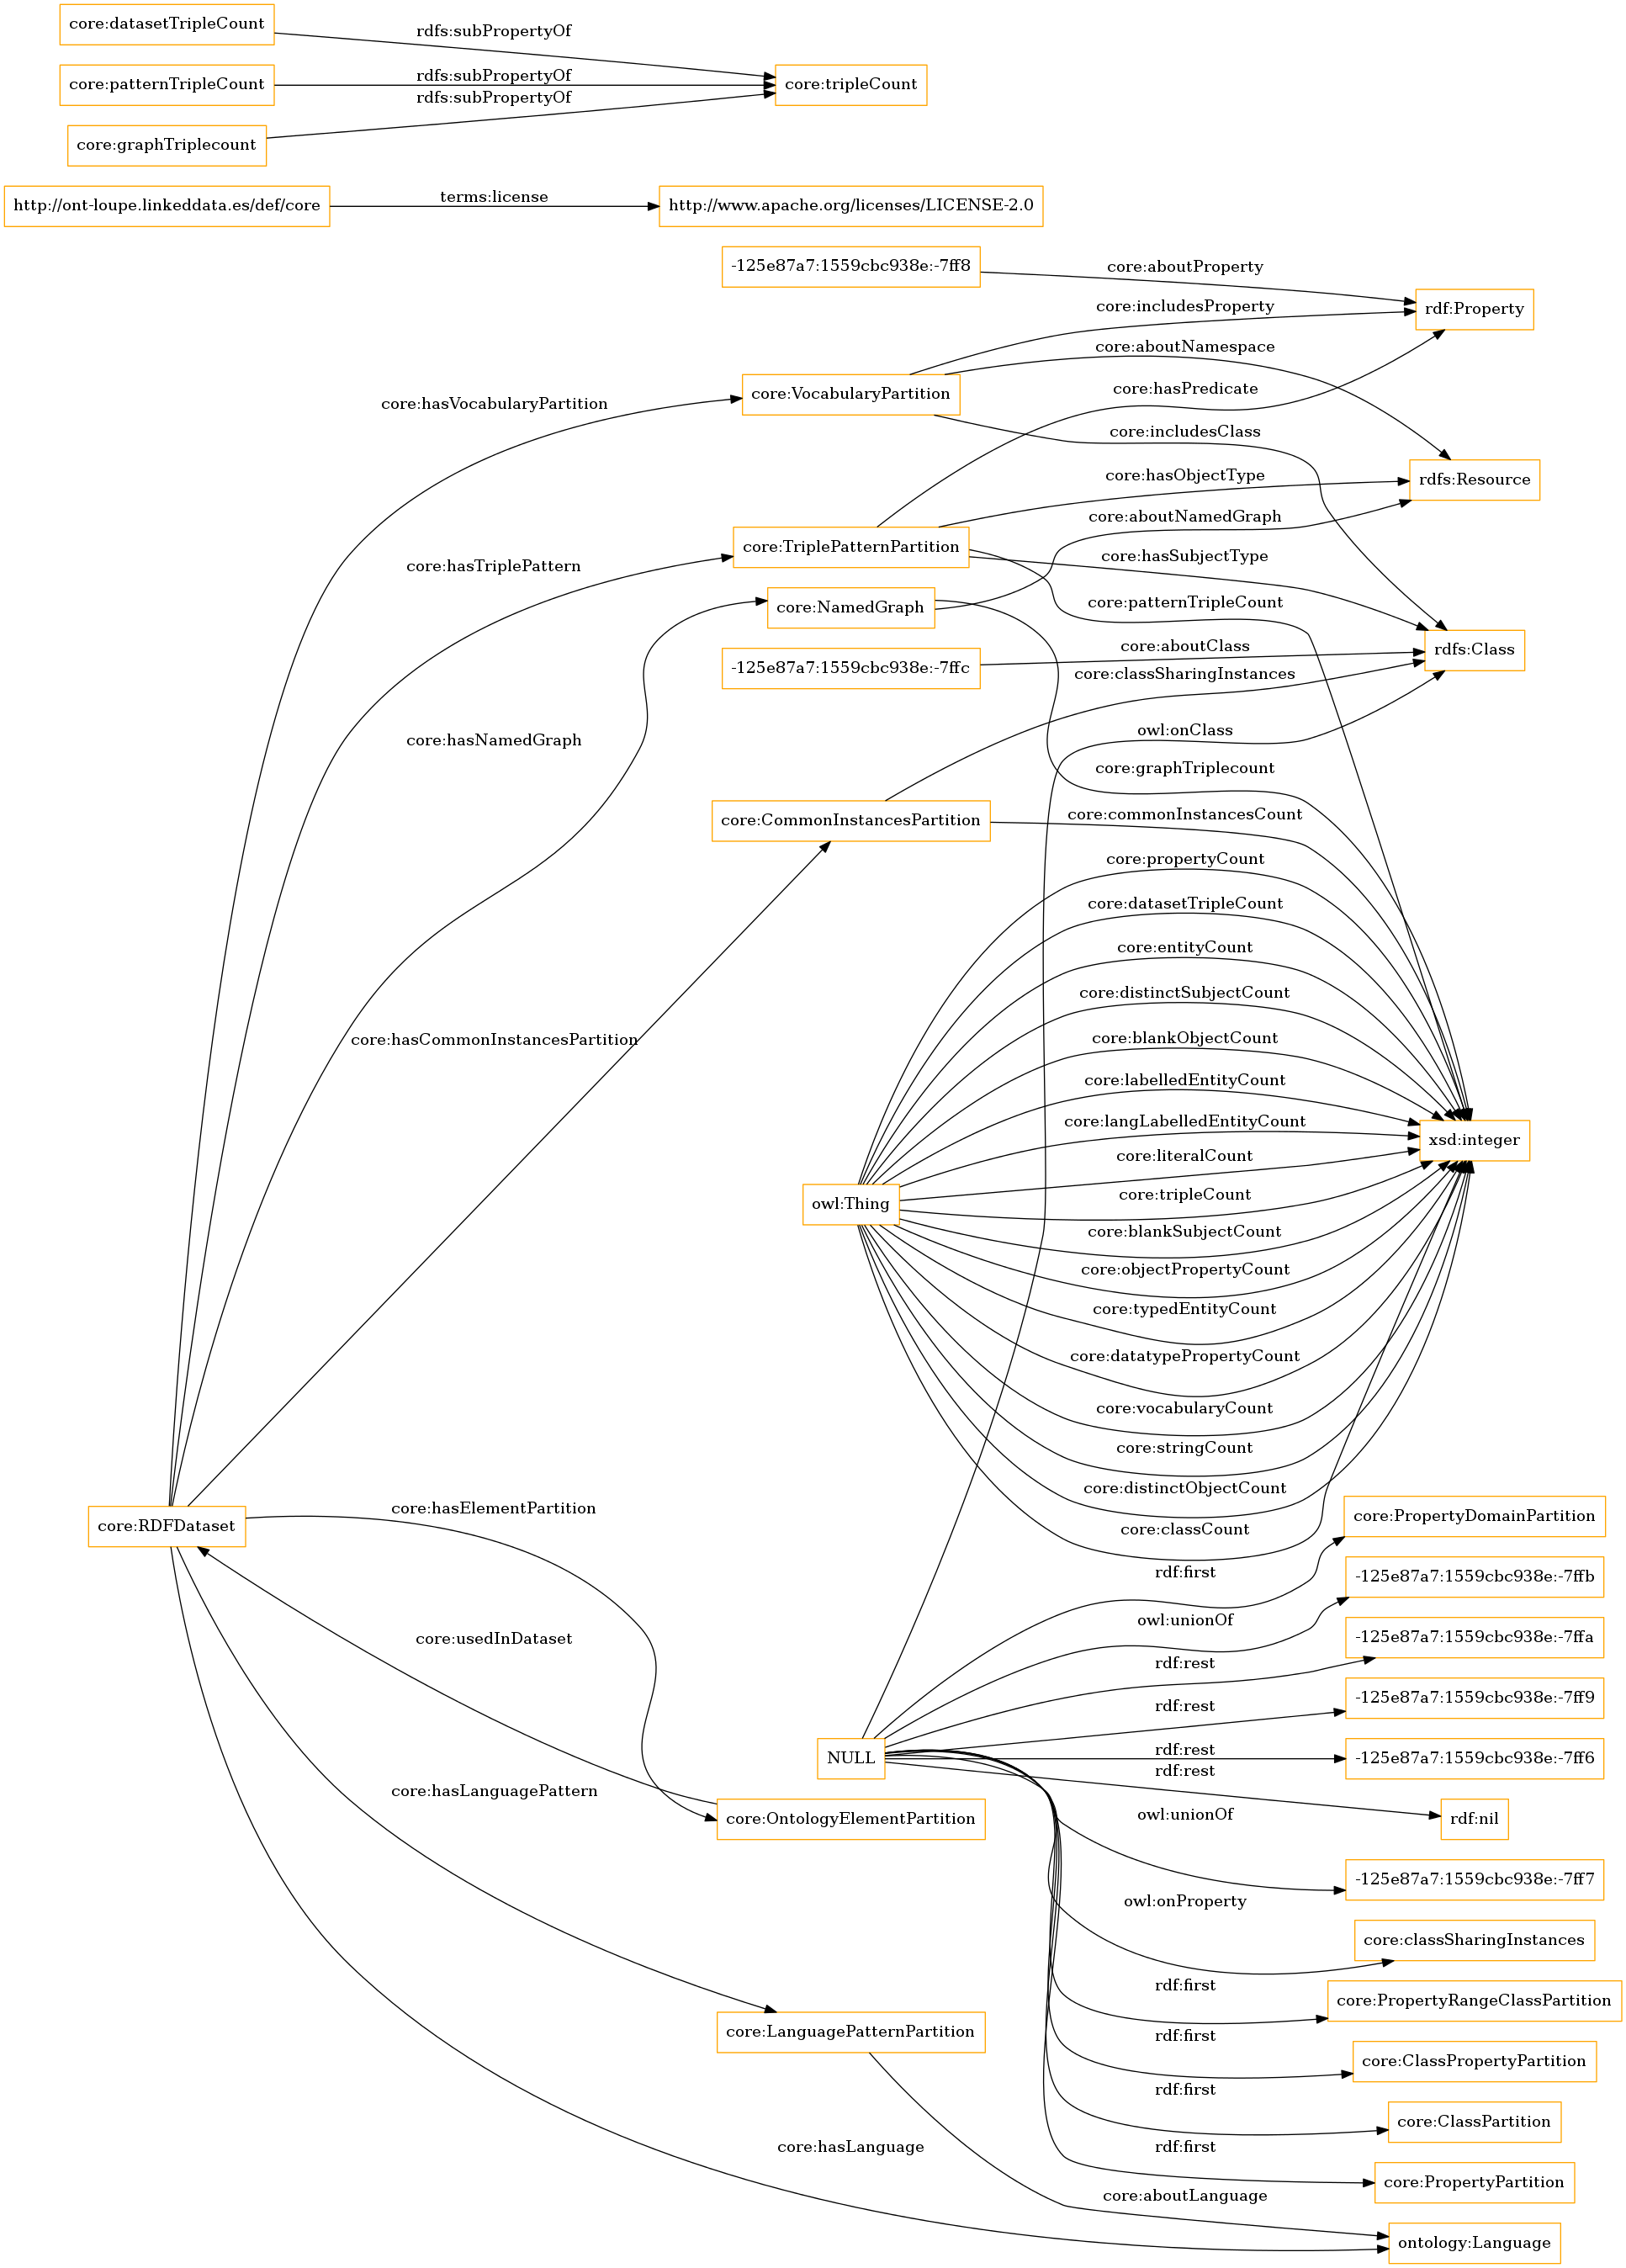 core:datasetTripleCount
rdfs:subPropertyOf
core:patternTripleCount
rdfs:subPropertyOf
core:tripleCount
rdfs:subPropertyOf
core:graphTriplecount
http://ont-loupe.linkeddata.es/def/core
terms:license
http://www.apache.org/licenses/LICENSE-2.0
-125e87a7:1559cbc938e:-7ff8
core:aboutProperty
core:includesProperty
rdf:Property
core:aboutNamespace
core:hasVocabularyPartition
core:VocabularyPartition
core:hasPredicate
core:includesClass
core:hasObjectType
rdfs:Resource
core:aboutNamedGraph
core:hasTriplePattern
core:TriplePatternPartition
core:hasSubjectType
core:NamedGraph
core:patternTripleCount
core:aboutClass
rdfs:Class
-125e87a7:1559cbc938e:-7ffc
core:classSharingInstances
core:hasNamedGraph
owl:onClass
core:graphTriplecount
core:CommonInstancesPartition
core:commonInstancesCount
core:propertyCount
core:datasetTripleCount
core:entityCount
core:distinctSubjectCount
core:hasCommonInstancesPartition
core:blankObjectCount
core:labelledEntityCount
core:langLabelledEntityCount
xsd:integer
core:literalCount
owl:Thing
core:tripleCount
core:blankSubjectCount
core:objectPropertyCount
core:typedEntityCount
core:datatypePropertyCount
core:vocabularyCount
core:stringCount
core:distinctObjectCount
core:classCount
core:RDFDataset
core:hasElementPartition
core:PropertyDomainPartition
rdf:first
-125e87a7:1559cbc938e:-7ffb
owl:unionOf
core:usedInDataset
-125e87a7:1559cbc938e:-7ffa
rdf:rest
-125e87a7:1559cbc938e:-7ff9
rdf:rest
NULL
rdf:rest
-125e87a7:1559cbc938e:-7ff6
rdf:rest
core:hasLanguagePattern
core:OntologyElementPartition
owl:unionOf
rdf:nil
-125e87a7:1559cbc938e:-7ff7
owl:onProperty
core:classSharingInstances
rdf:first
core:PropertyRangeClassPartition
core:LanguagePatternPartition
rdf:first
core:ClassPropertyPartition
rdf:first
core:ClassPartition
core:hasLanguage
rdf:first
core:PropertyPartition
core:aboutLanguage
ontology:Language